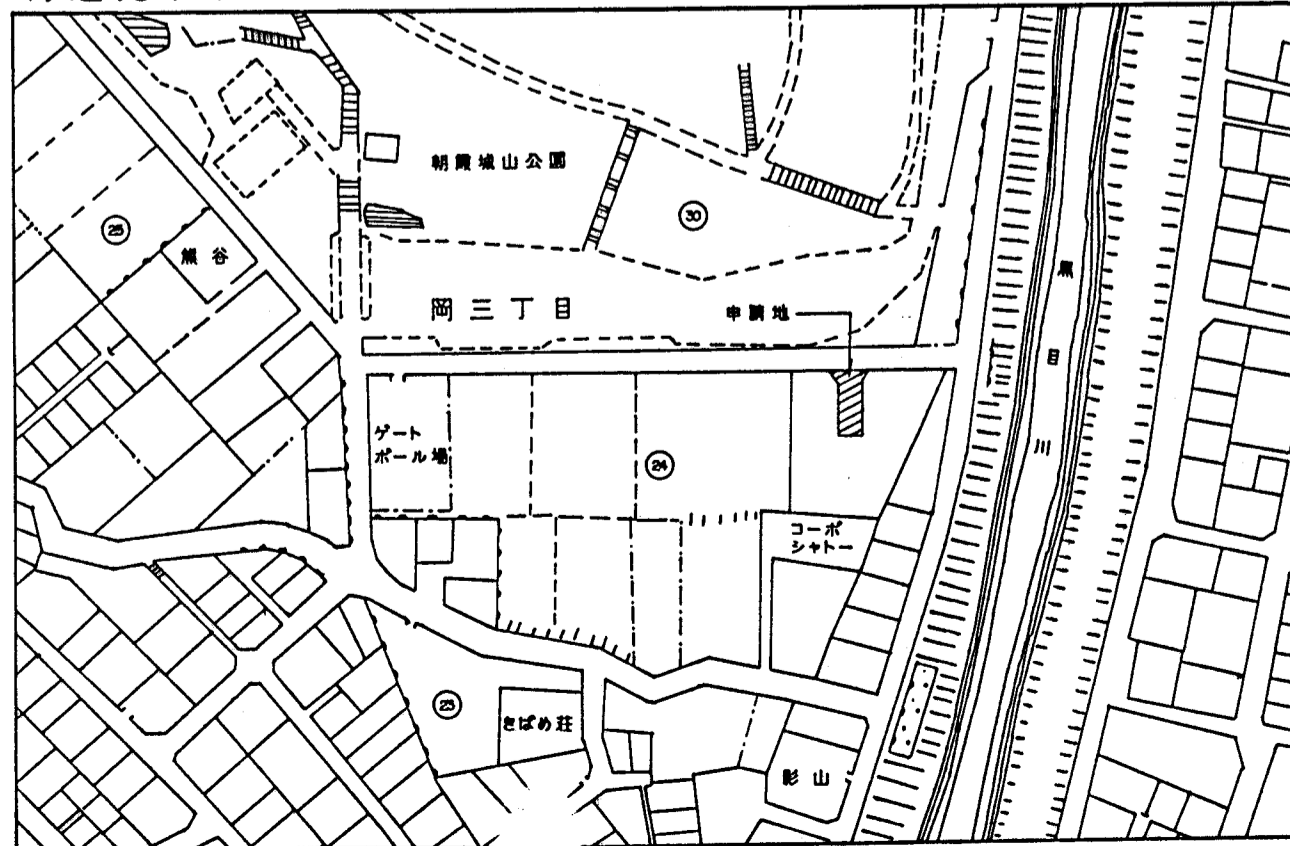 朝霞城山公園
30
25
熊谷
岡三丁目
申請地
黒目川
ゲート
ボール場
24
コーポ
シャトー
23
きばめ荘
影山